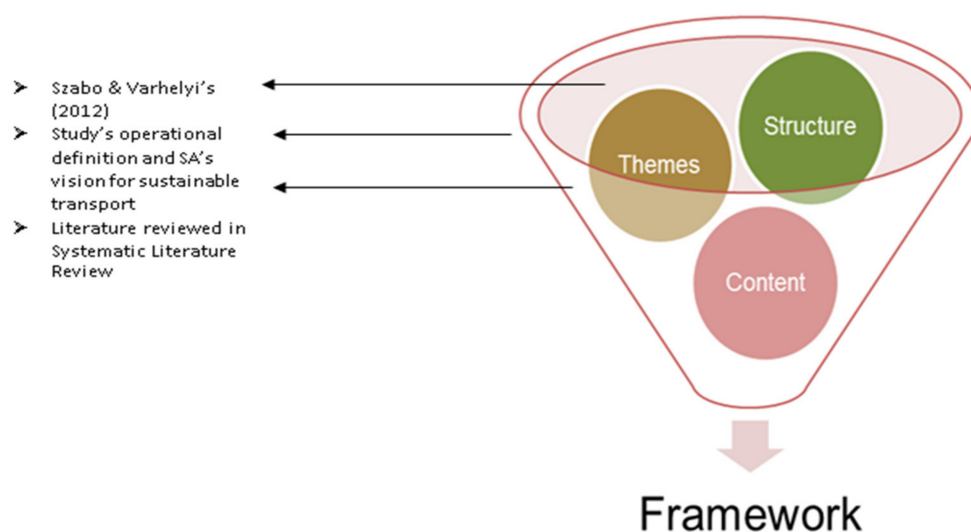 ➢ Szabo & Varhelyi's
(2012)
➢ Study's operational
definition and SA's
vision for sustainable
transport
➢ Literature reviewed in
Systematic Literature
Review
Structure
Themes
Content
Framework